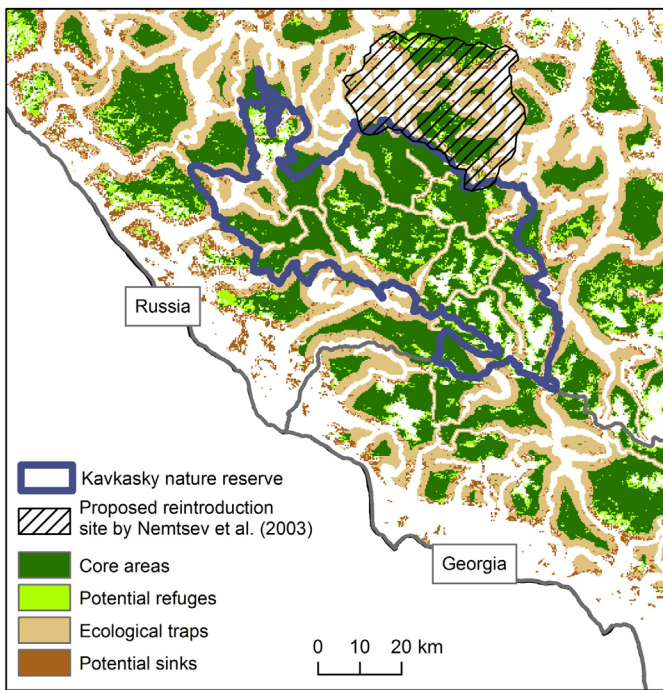 Russia
Georgia
Kavkasky nature reserve
Proposed reintroduction
site by Nemtsev et al. (2003)
Core areas
Potential refuges
Ecological traps
Potential sinks
0 10 20 km